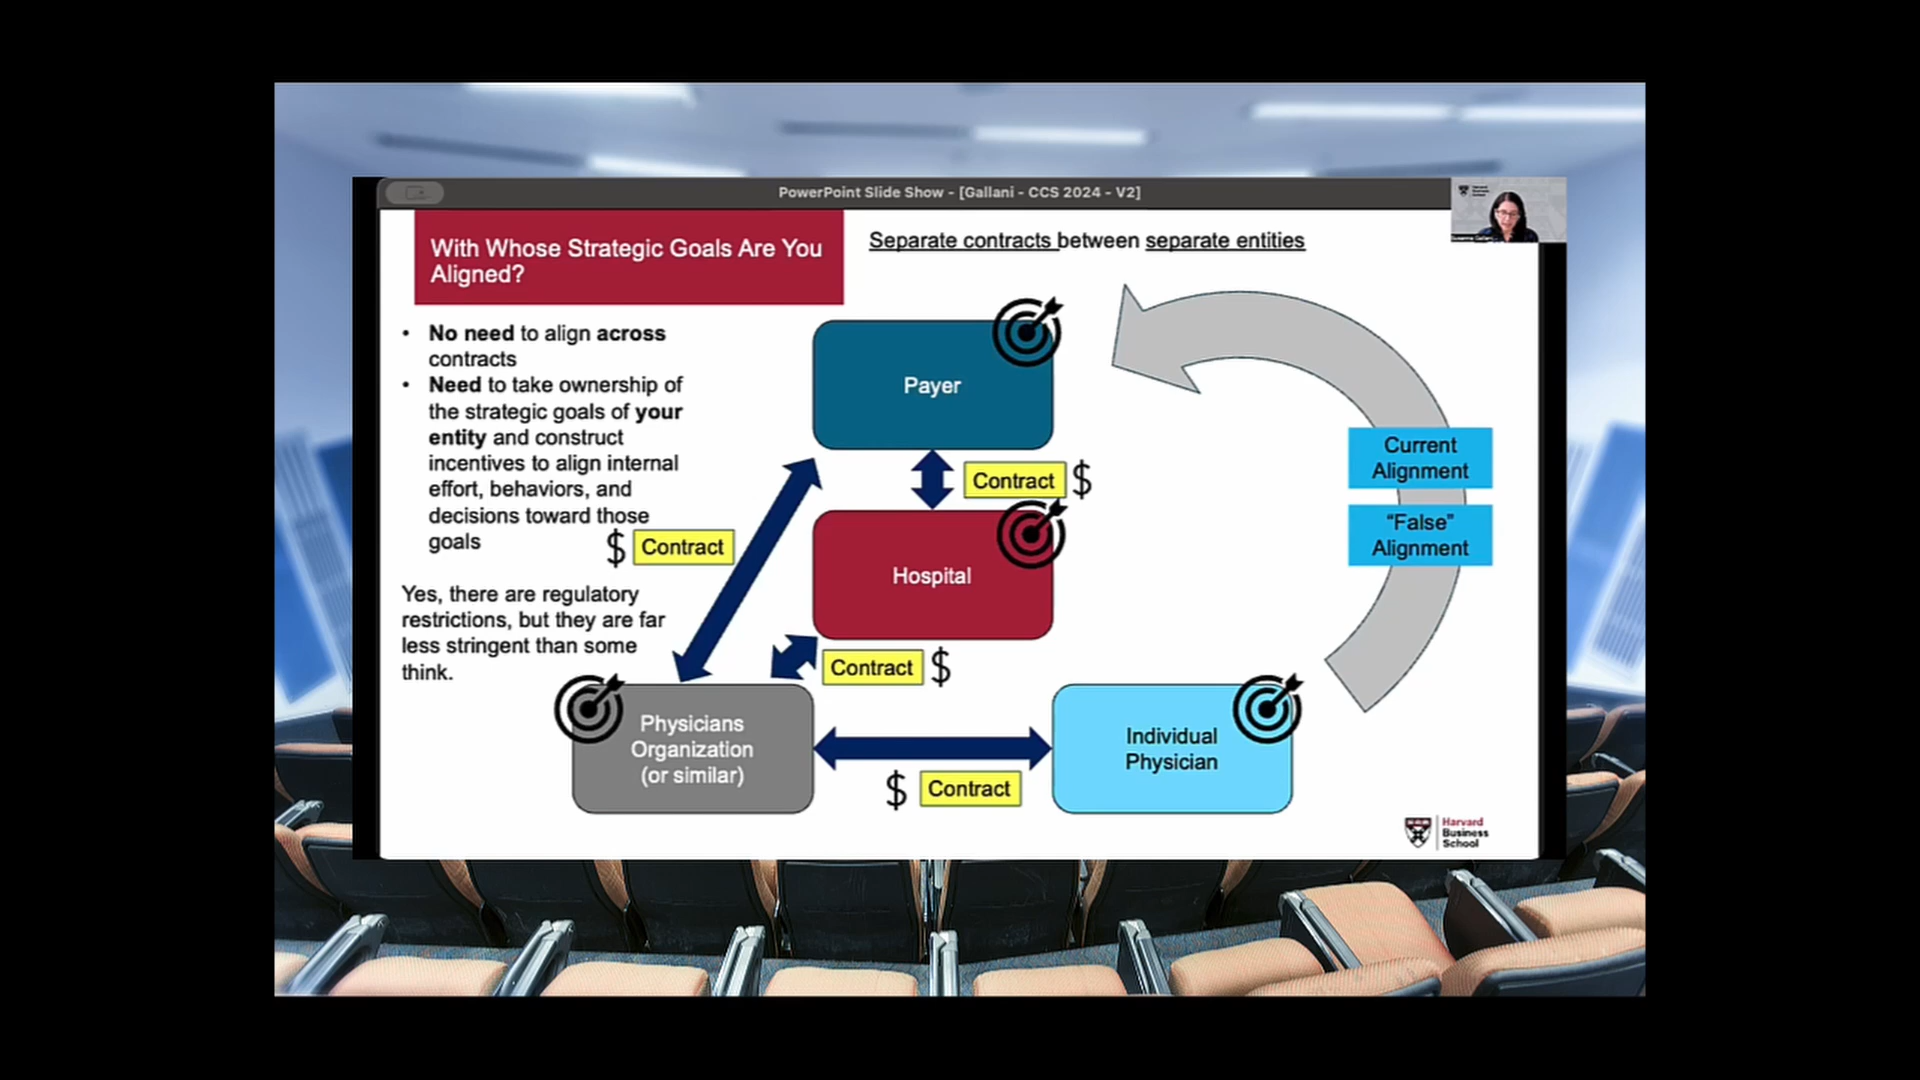 PowerPoint Slide Show - [Gallani - CCS 2024 - V2]
With Whose Strategic Goals Are You
Aligned?
Separate contracts between separate entities
• No need to align across
contracts
• Need to take ownership of
the strategic goals of your
entity and construct
incentives to align internal
effort, behaviors, and
decisions toward those
goals
Yes, there are regulatory
restrictions, but they are far
less stringent than some
think.
Payer
Contract $
$ Contract
Hospital
Contract $
Physicians
Organization
(or similar)
$ Contract
Individual
Physician
Current
Alignment
“False”
Alignment
Harvard
Business
School
Harvard
Business
School